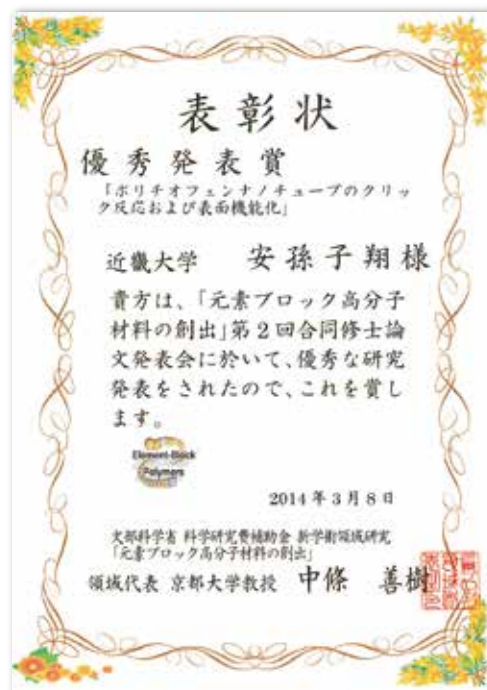 表彰状
優秀発表賞
「ポリチオフェンナノチューブのクリッ
ク反応および表面機能化」
近畿大学 安孫子翔様
貴方は、「元素ブロック高分子
材料の創出」第2回合同修士論
文発表会に於いて、優秀な研究
発表をされたので、これを賞し
ます。
Element-Block
Polymers
2014年3月8日
文部科学省 科学研究費補助金 新学術領域研究
「元素ブロック高分子材料の創出」
領域代表 京都大学教授 中條 善樹